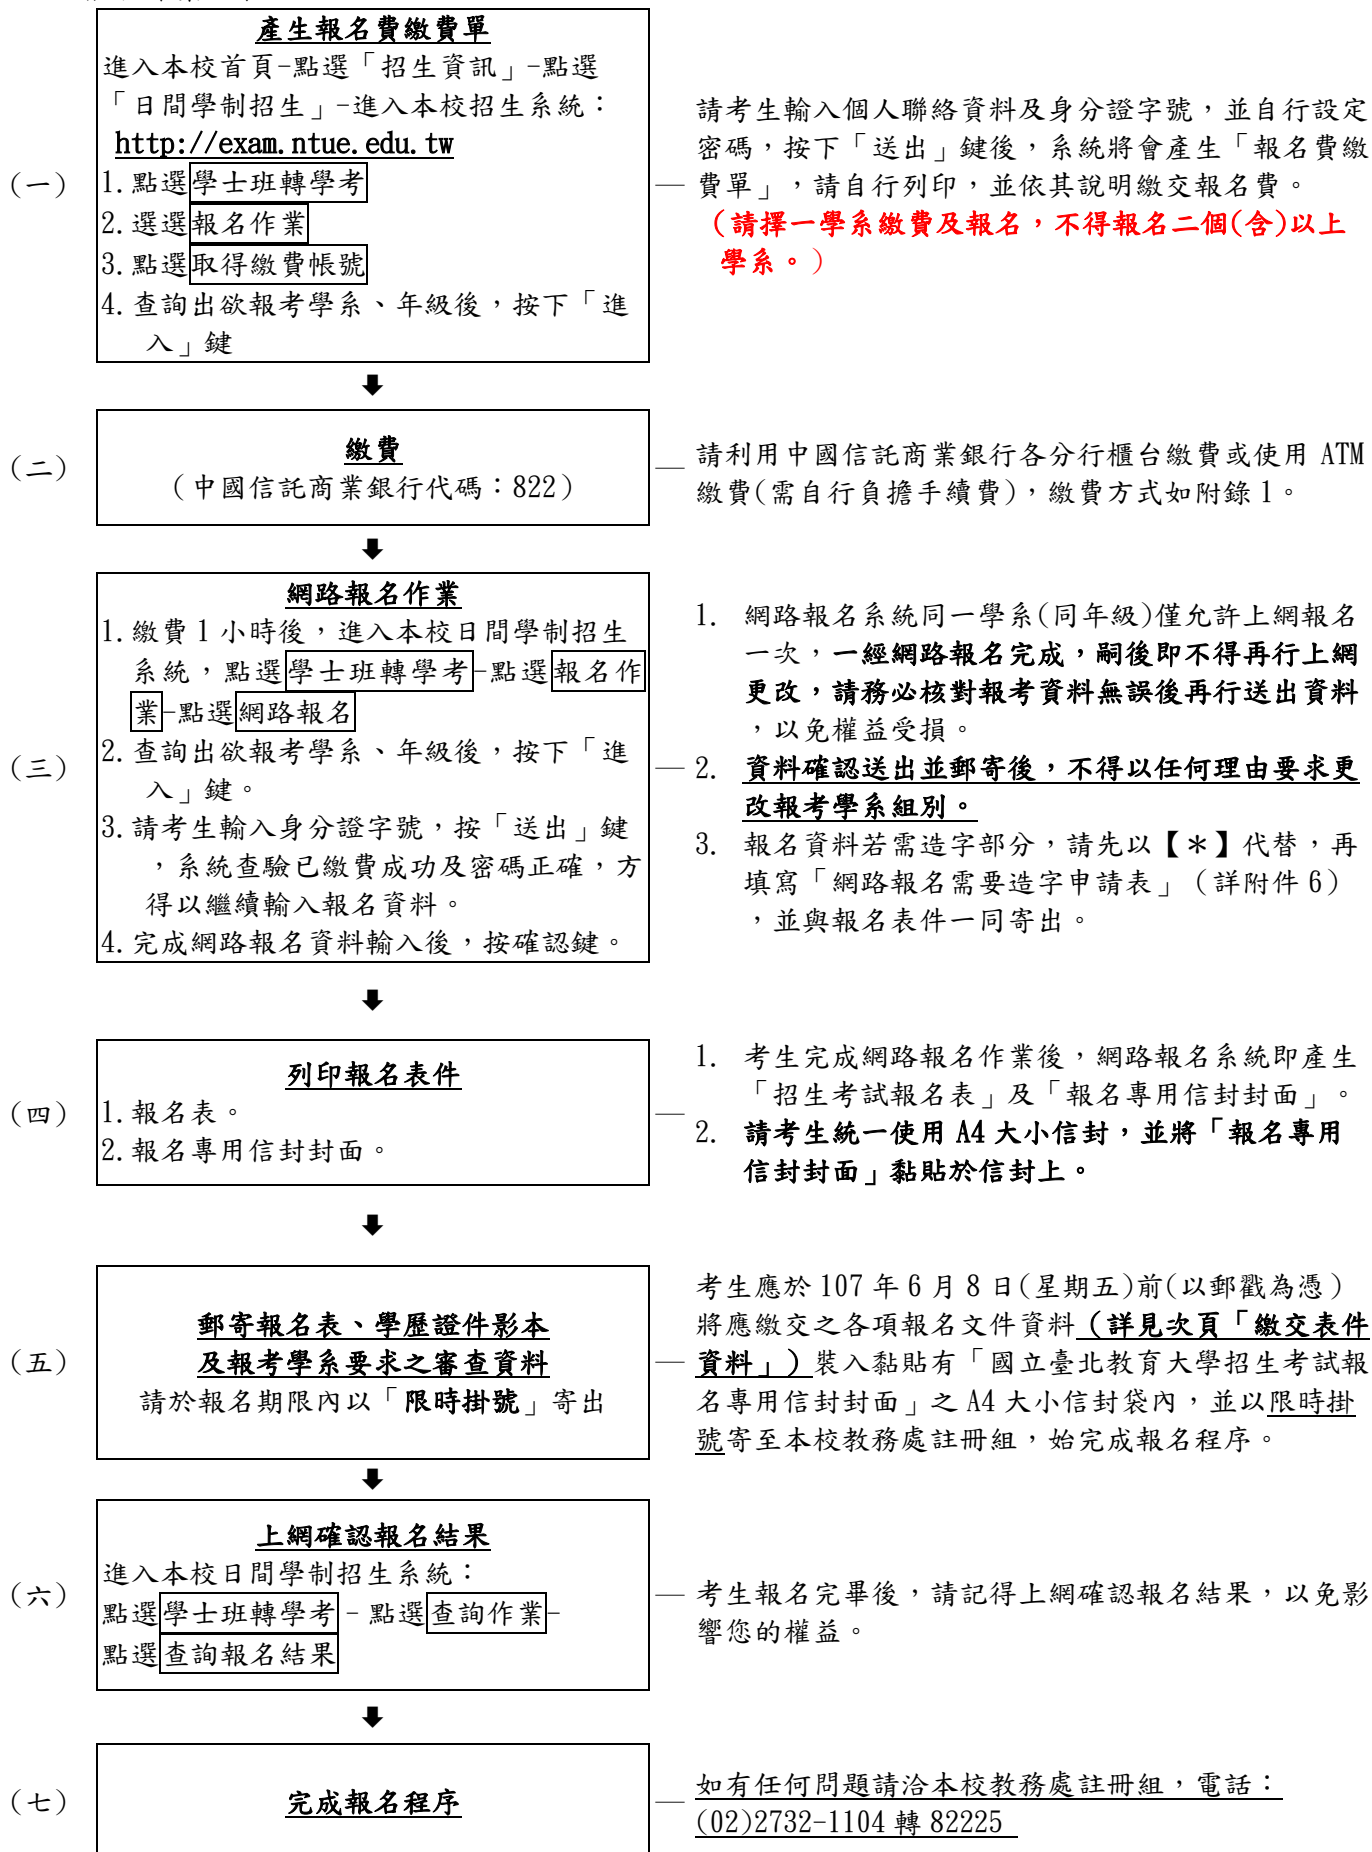 產生報名費繳費單
進入本校首頁-點選「招生資訊」-點選
「日間學制招生」-進入本校招生系統：
http://exam.ntue.edu.tw
(一)
1.點選學士班轉學考
2.選選報名作業
3.點選取得繳費帳號
4.查詢出欲報考學系、年級後，按下「進
入」鍵
請考生輸入個人聯絡資料及身分證字號，並自行設定
密碼，按下「送出」鍵後，系統將會產生「報名費繳
— 費單」，請自行列印，並依其說明繳交報名費。
（請擇一學系繳費及報名，不得報名二個(含)以上
學系。）
(二)
繳費
（中國信託商業銀行代碼：822）
— 請利用中國信託商業銀行各分行櫃台繳費或使用 ATM
繳費(需自行負擔手續費)，繳費方式如附錄 1。
網路報名作業
1.繳費 1 小時後，進入本校日間學制招生
系統，點選學士班轉學考-點選報名作
業-點選網路報名
(三)
2.查詢出欲報考學系、年級後，按下「進
入」鍵。
3.請考生輸入身分證字號，按「送出」鍵
，系統查驗已繳費成功及密碼正確，方
得以繼續輸入報名資料。
4.完成網路報名資料輸入後，按確認鍵。
1. 網路報名系統同一學系(同年級)僅允許上網報名
一次，一經網路報名完成，嗣後即不得再行上網
更改，請務必核對報考資料無誤後再行送出資料
，以免權益受損。
— 2. 資料確認送出並郵寄後，不得以任何理由要求更
改報考學系組別。
3. 報名資料若需造字部分，請先以【＊】代替，再
填寫「網路報名需要造字申請表」（詳附件 6）
，並與報名表件一同寄出。
列印報名表件
(四)
1.報名表。
2.報名專用信封封面。
1. 考生完成網路報名作業後，網路報名系統即產生
— 「招生考試報名表」及「報名專用信封封面」。
2. 請考生統一使用 A4 大小信封，並將「報名專用
信封封面」黏貼於信封上。
(五)
郵寄報名表、學歷證件影本
及報考學系要求之審查資料
請於報名期限內以「限時掛號」寄出
考生應於 107 年 6 月 8 日(星期五)前(以郵戳為憑)
將應繳交之各項報名文件資料（詳見次頁「繳交表件
— 資料」）裝入黏貼有「國立臺北教育大學招生考試報
名專用信封封面」之 A4 大小信封袋內，並以限時掛
號寄至本校教務處註冊組，始完成報名程序。
上網確認報名結果
進入本校日間學制招生系統：
(六)
點選學士班轉學考 - 點選查詢作業-
點選查詢報名結果
— 考生報名完畢後，請記得上網確認報名結果，以免影
響您的權益。
(七)
完成報名程序
— 如有任何問題請洽本校教務處註冊組，電話：
(02)2732-1104 轉 82225